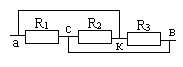 R₁ R₂ R₃
a C K B